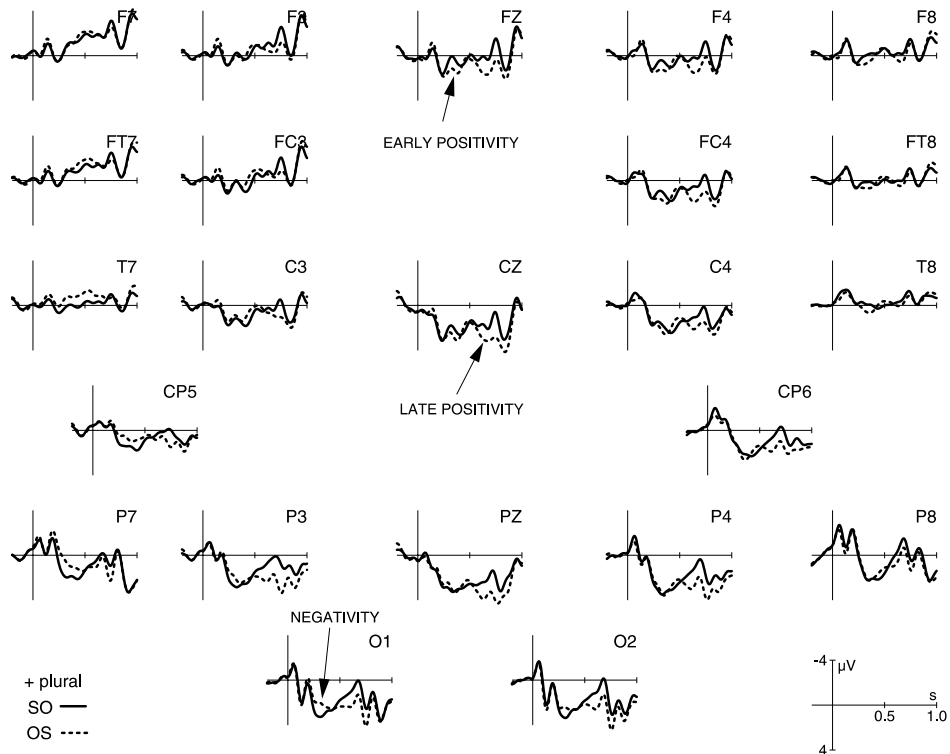 F7 F3 FZ F4 F8
EARLY POSITIVITY
FT7 FC3 FC4 FT8
T7 C3 CZ C4 T8
LATE POSITIVITY
CP5 CP6
P7 P3 PZ P4 P8
NEGATIVITY
O1 O2
+ plural
SO
OS
-4 μV
s
0.5 1.0
4